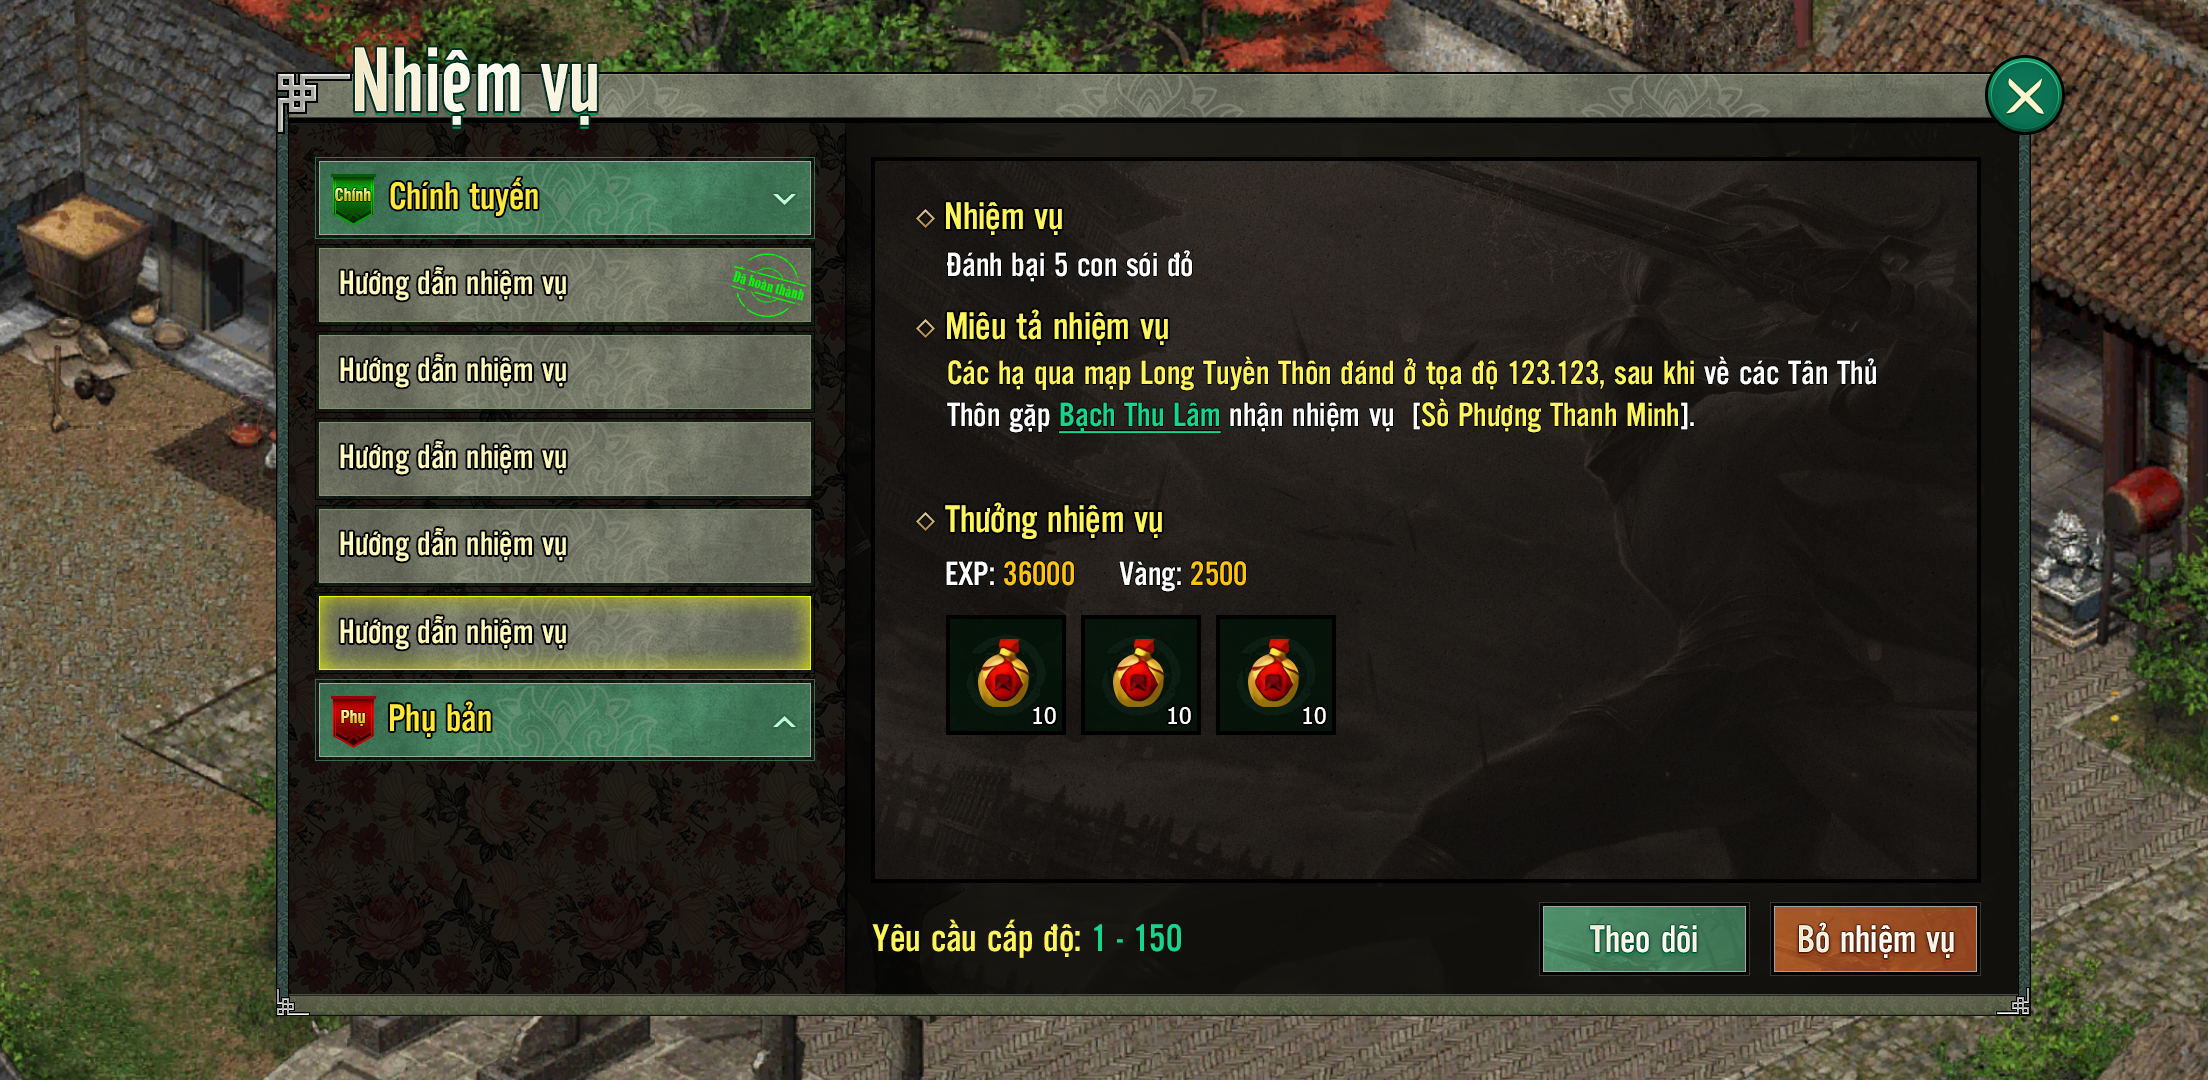 Nhiệm vụ
Chính
Chính tuyến
Hướng dẫn nhiệm vụ
Đã hoàn thành
Hướng dẫn nhiệm vụ
Hướng dẫn nhiệm vụ
Hướng dẫn nhiệm vụ
Hướng dẫn nhiệm vụ
Phụ
Phụ bản
Nhiệm vụ
Đánh bại 5 con sói đỏ
Miêu tả nhiệm vụ
Các hạ qua mạp Long Tuyền Thôn đánd ở tọa độ 123.123, sau khi về các Tân Thủ
Thôn gặp Bạch Thu Lâm nhận nhiệm vụ [Sồ Phượng Thanh Minh].
Thưởng nhiệm vụ
EXP: 36000 Vàng: 2500
10 10 10
Yêu cầu cấp độ: 1 - 150
Theo dõi
Bỏ nhiệm vụ